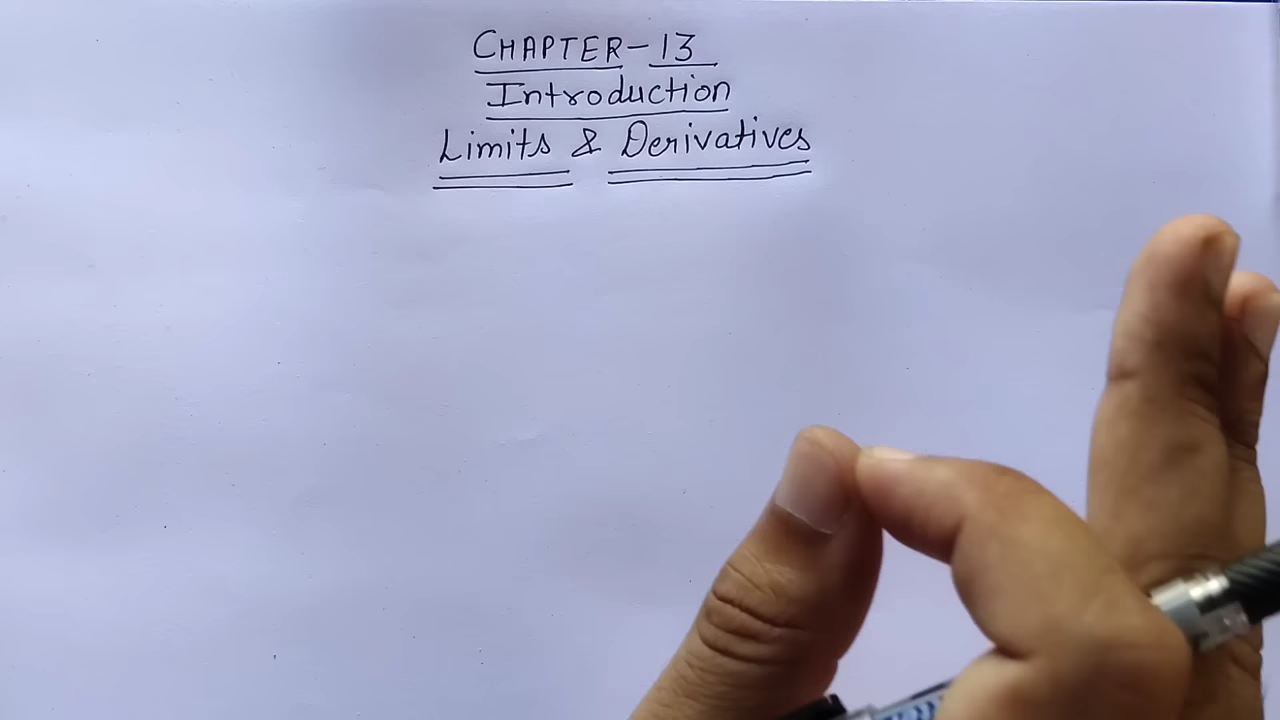 CHAPTER-13
Introduction
Limits & Derivatives